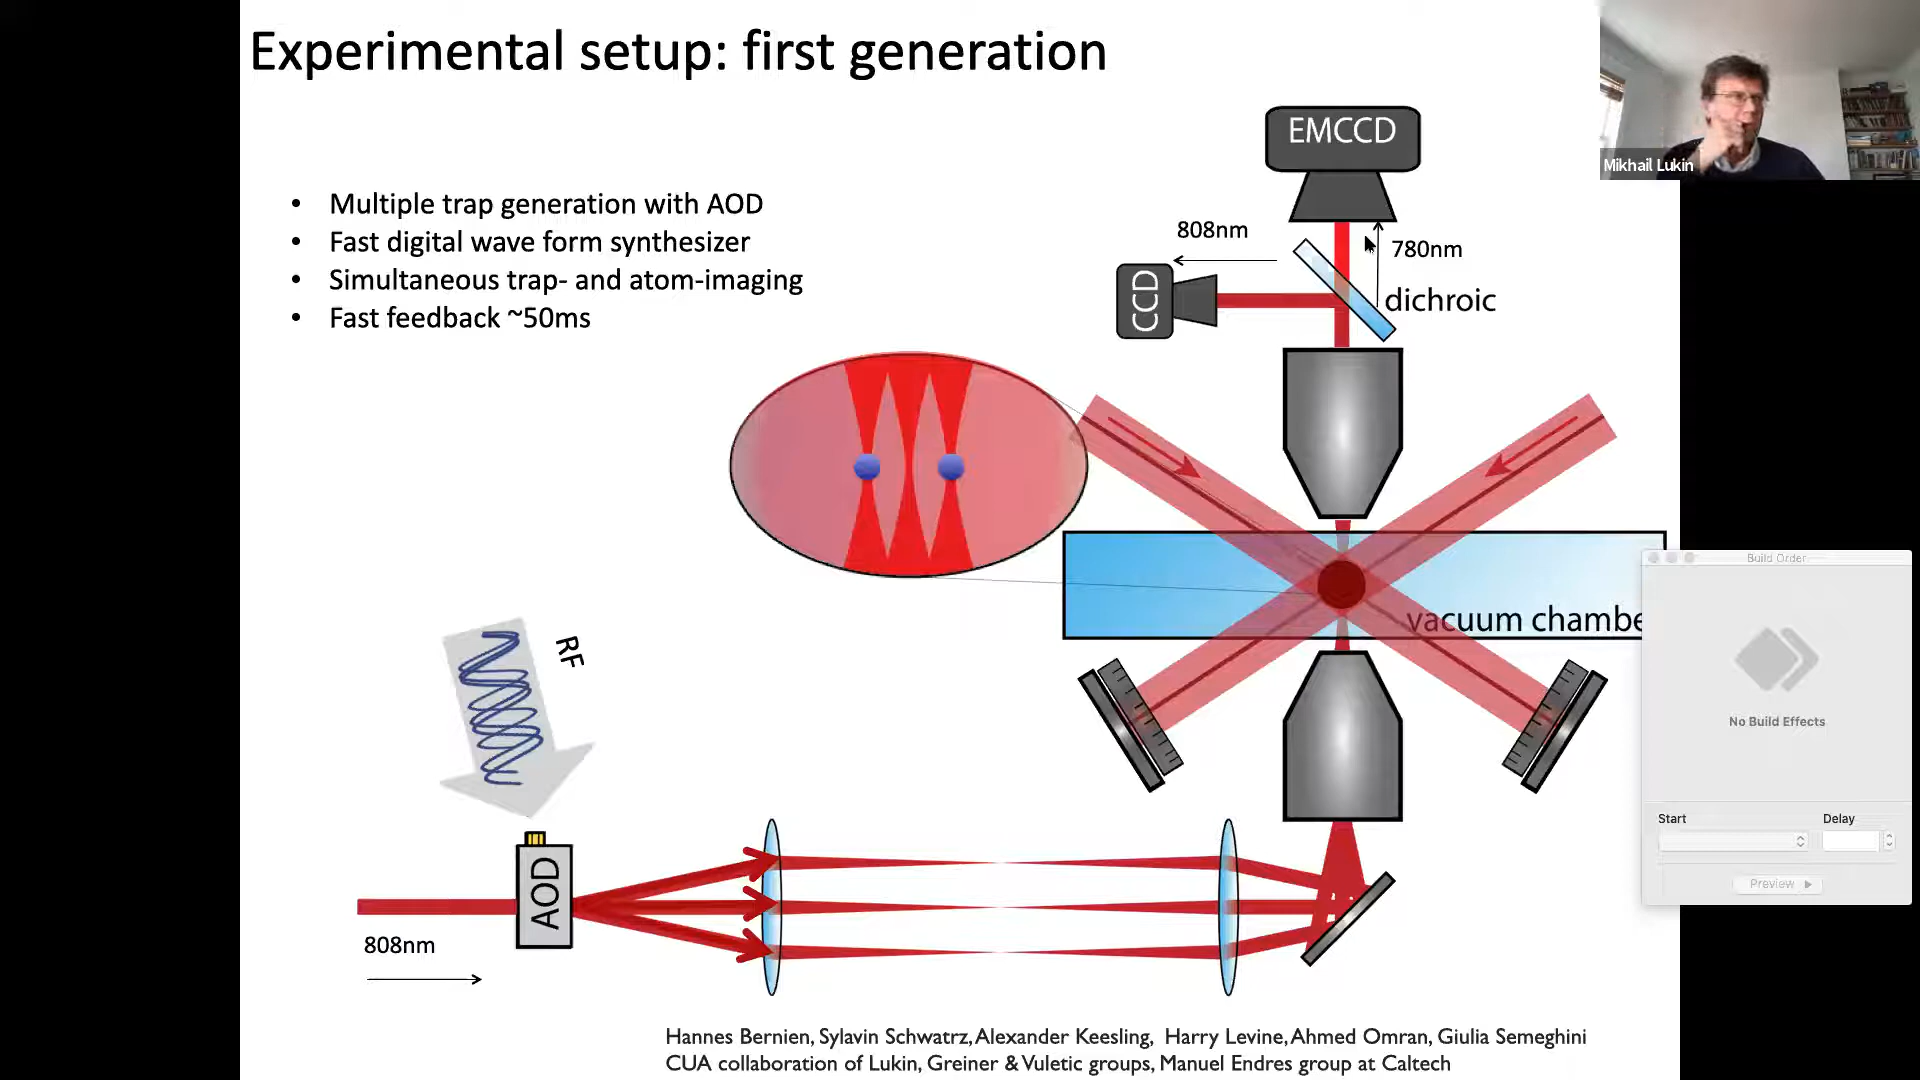 Experimental setup: first generation
EMCCD
Mikhail Lukin
• Multiple trap generation with AOD
• Fast digital wave form synthesizer
• Simultaneous trap- and atom-imaging
• Fast feedback ~50ms
808nm
780nm
CCD
dichroic
vacuum chambe
Build Order
No Build Effects
Start
Delay
Preview
RF
AOD
808nm
Hannes Bernien, Sylavin Schwatrz, Alexander Keesling, Harry Levine, Ahmed Omran, Giulia Semeghini
CUA collaboration of Lukin, Greiner & Vuletic groups, Manuel Endres group at Caltech